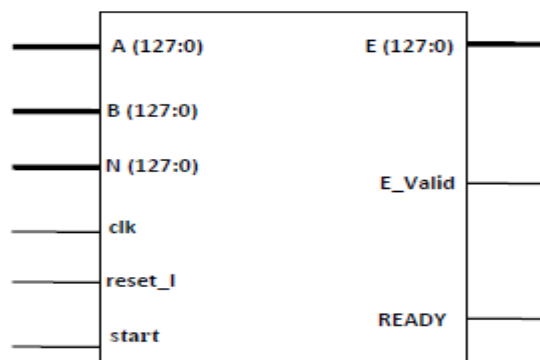 A (127:0)
E (127:0)
B (127:0)
N (127:0)
E_Valid
clk
reset_l
READY
start